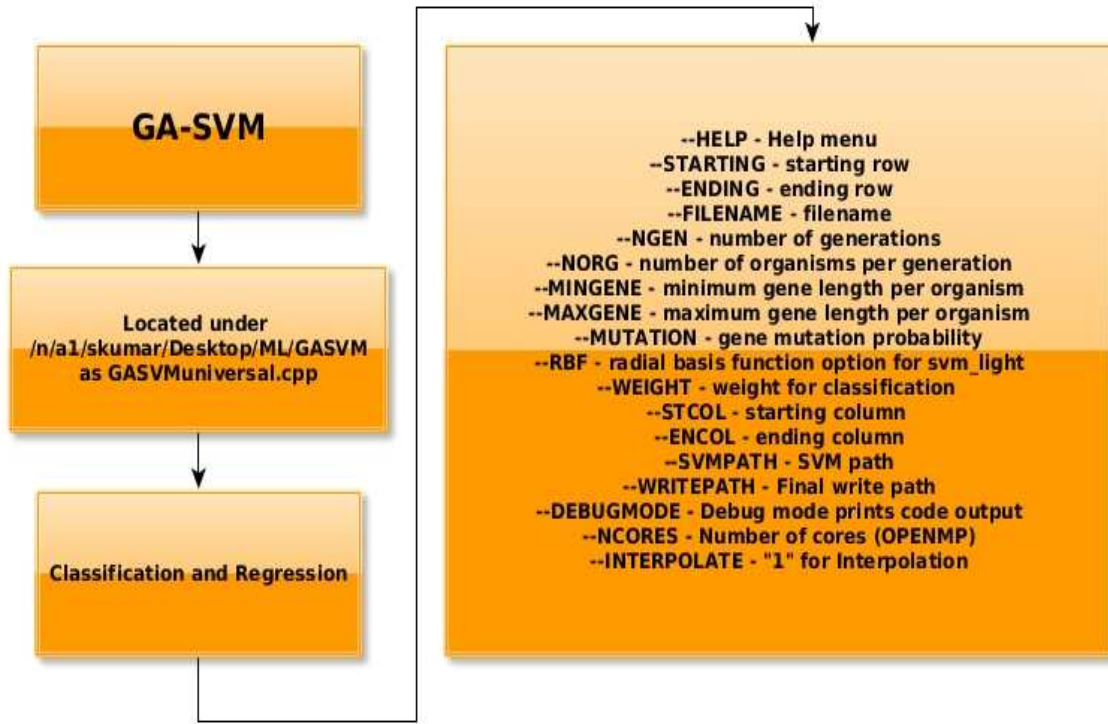 GA-SVM
Located under
/n/a1/skumar/Desktop/ML/GASVM
as GASVMuniversal.cpp
Classification and Regression
--HELP - Help menu
--STARTING - starting row
--ENDING - ending row
--FILENAME - filename
--NGEN - number of generations
--NORG - number of organisms per generation
--MINGENE - minimum gene length per organism
--MAXGENE - maximum gene length per organism
--MUTATION - gene mutation probability
--RBF - radial basis function option for svm_light
--WEIGHT - weight for classification
--STCOL - starting column
--ENCOL - ending column
--SVMPATH - SVM path
--WRITEPATH - Final write path
--DEBUGMODE - Debug mode prints code output
--NCORES - Number of cores (OPENMP)
--INTERPOLATE - "1" for Interpolation